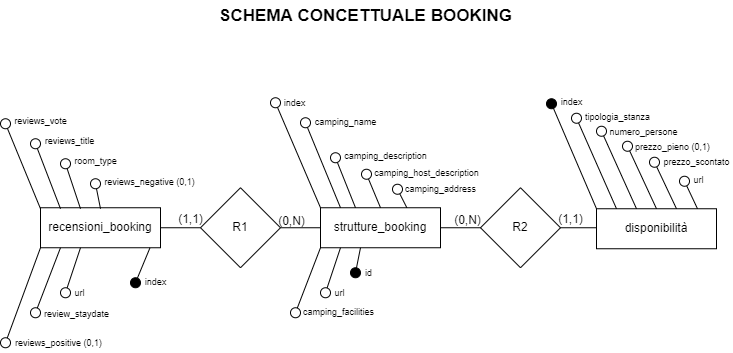 SCHEMA CONCETTUALE BOOKING
index
index
reviews_vote
camping_name
tipologia_stanza
numero_persone
reviews_title
prezzo_pieno (0,1)
camping_description
room_type
prezzo_scontato
camping_host_description
reviews_negative (0,1)
url
camping_address
(1,1)
(0,N)
(0,N)
(1,1)
recensioni_booking
R1
strutture_booking
R2
disponibilità
id
index
url
url
review_staydate
camping_facilities
reviews_positive (0,1)